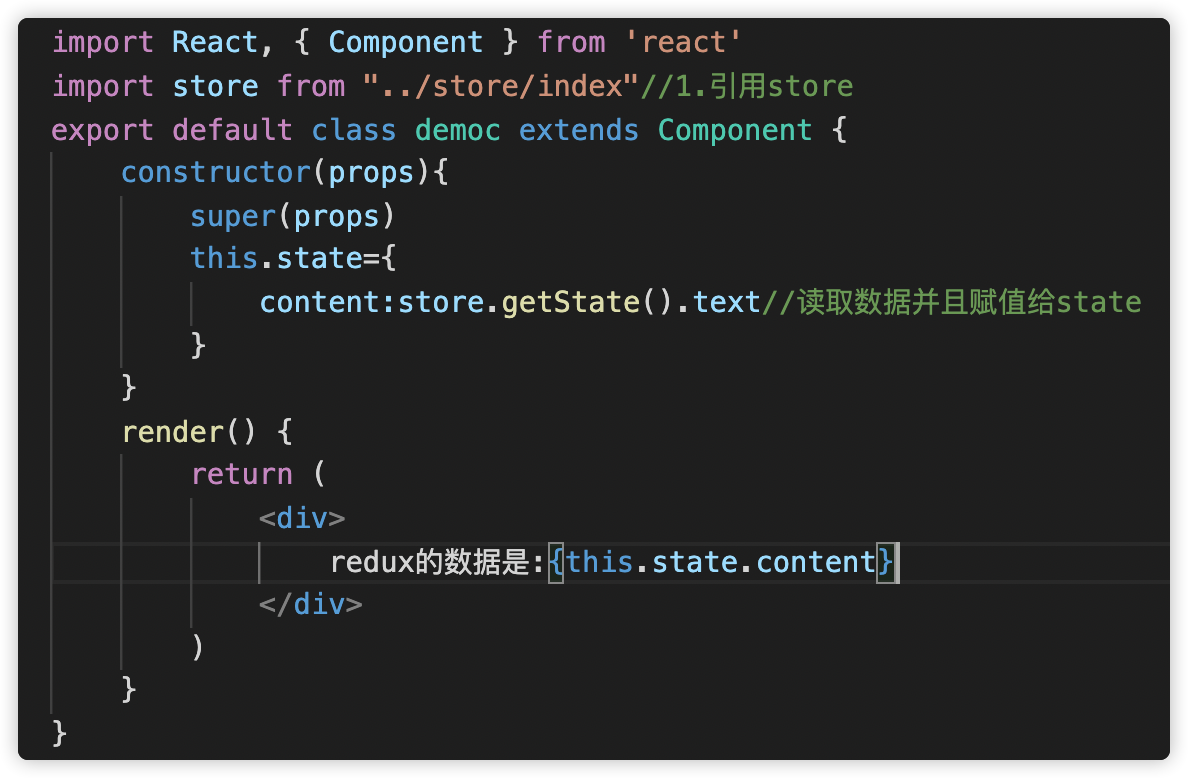 import React, { Component } from 'react'
import store from "../store/index"//1.引用store
export default class democ extends Component {
    constructor(props){
        super(props)
        this.state={
            content:store.getState().text//读取数据并且赋值给state
        }
    }
    render() {
        return (
            <div>
                redux的数据是:{this.state.content}
            </div>
        )
    }
}